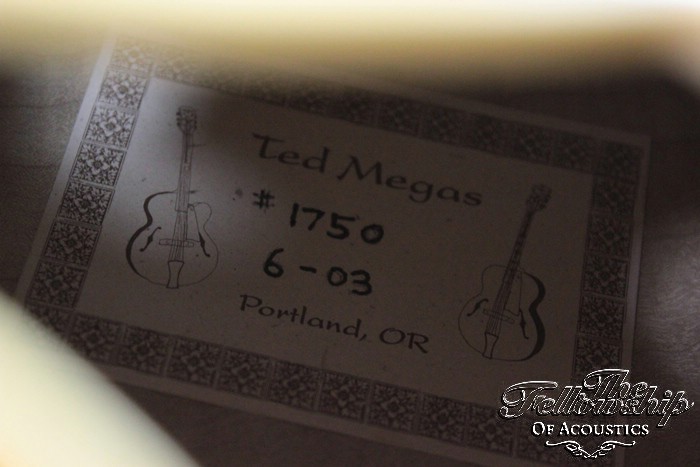 Ted Megas
# 1750
6-03
Portland, OR
The
Fellowship
OF ACOUSTICS